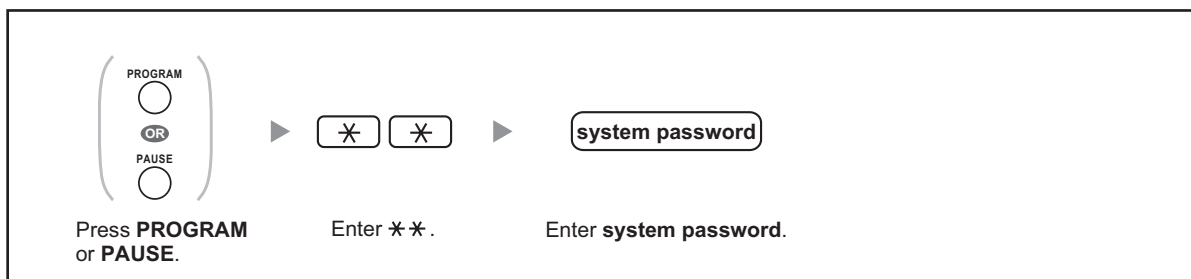 PROGRAM
OR
PAUSE
✳ ✳
system password
Press PROGRAM
or PAUSE.
Enter ✳✳.
Enter system password.